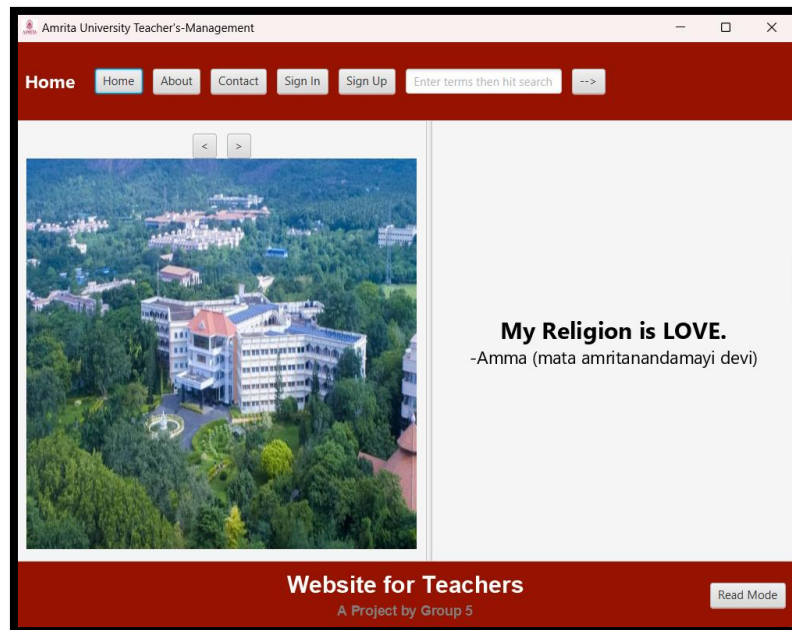 Amrita University Teacher's-Management
Home Home About Contact Sign In Sign Up Enter terms then hit search -->
< >
My Religion is LOVE.
-Amma (mata amritanandamayi devi)
Website for Teachers
A Project by Group 5
Read Mode